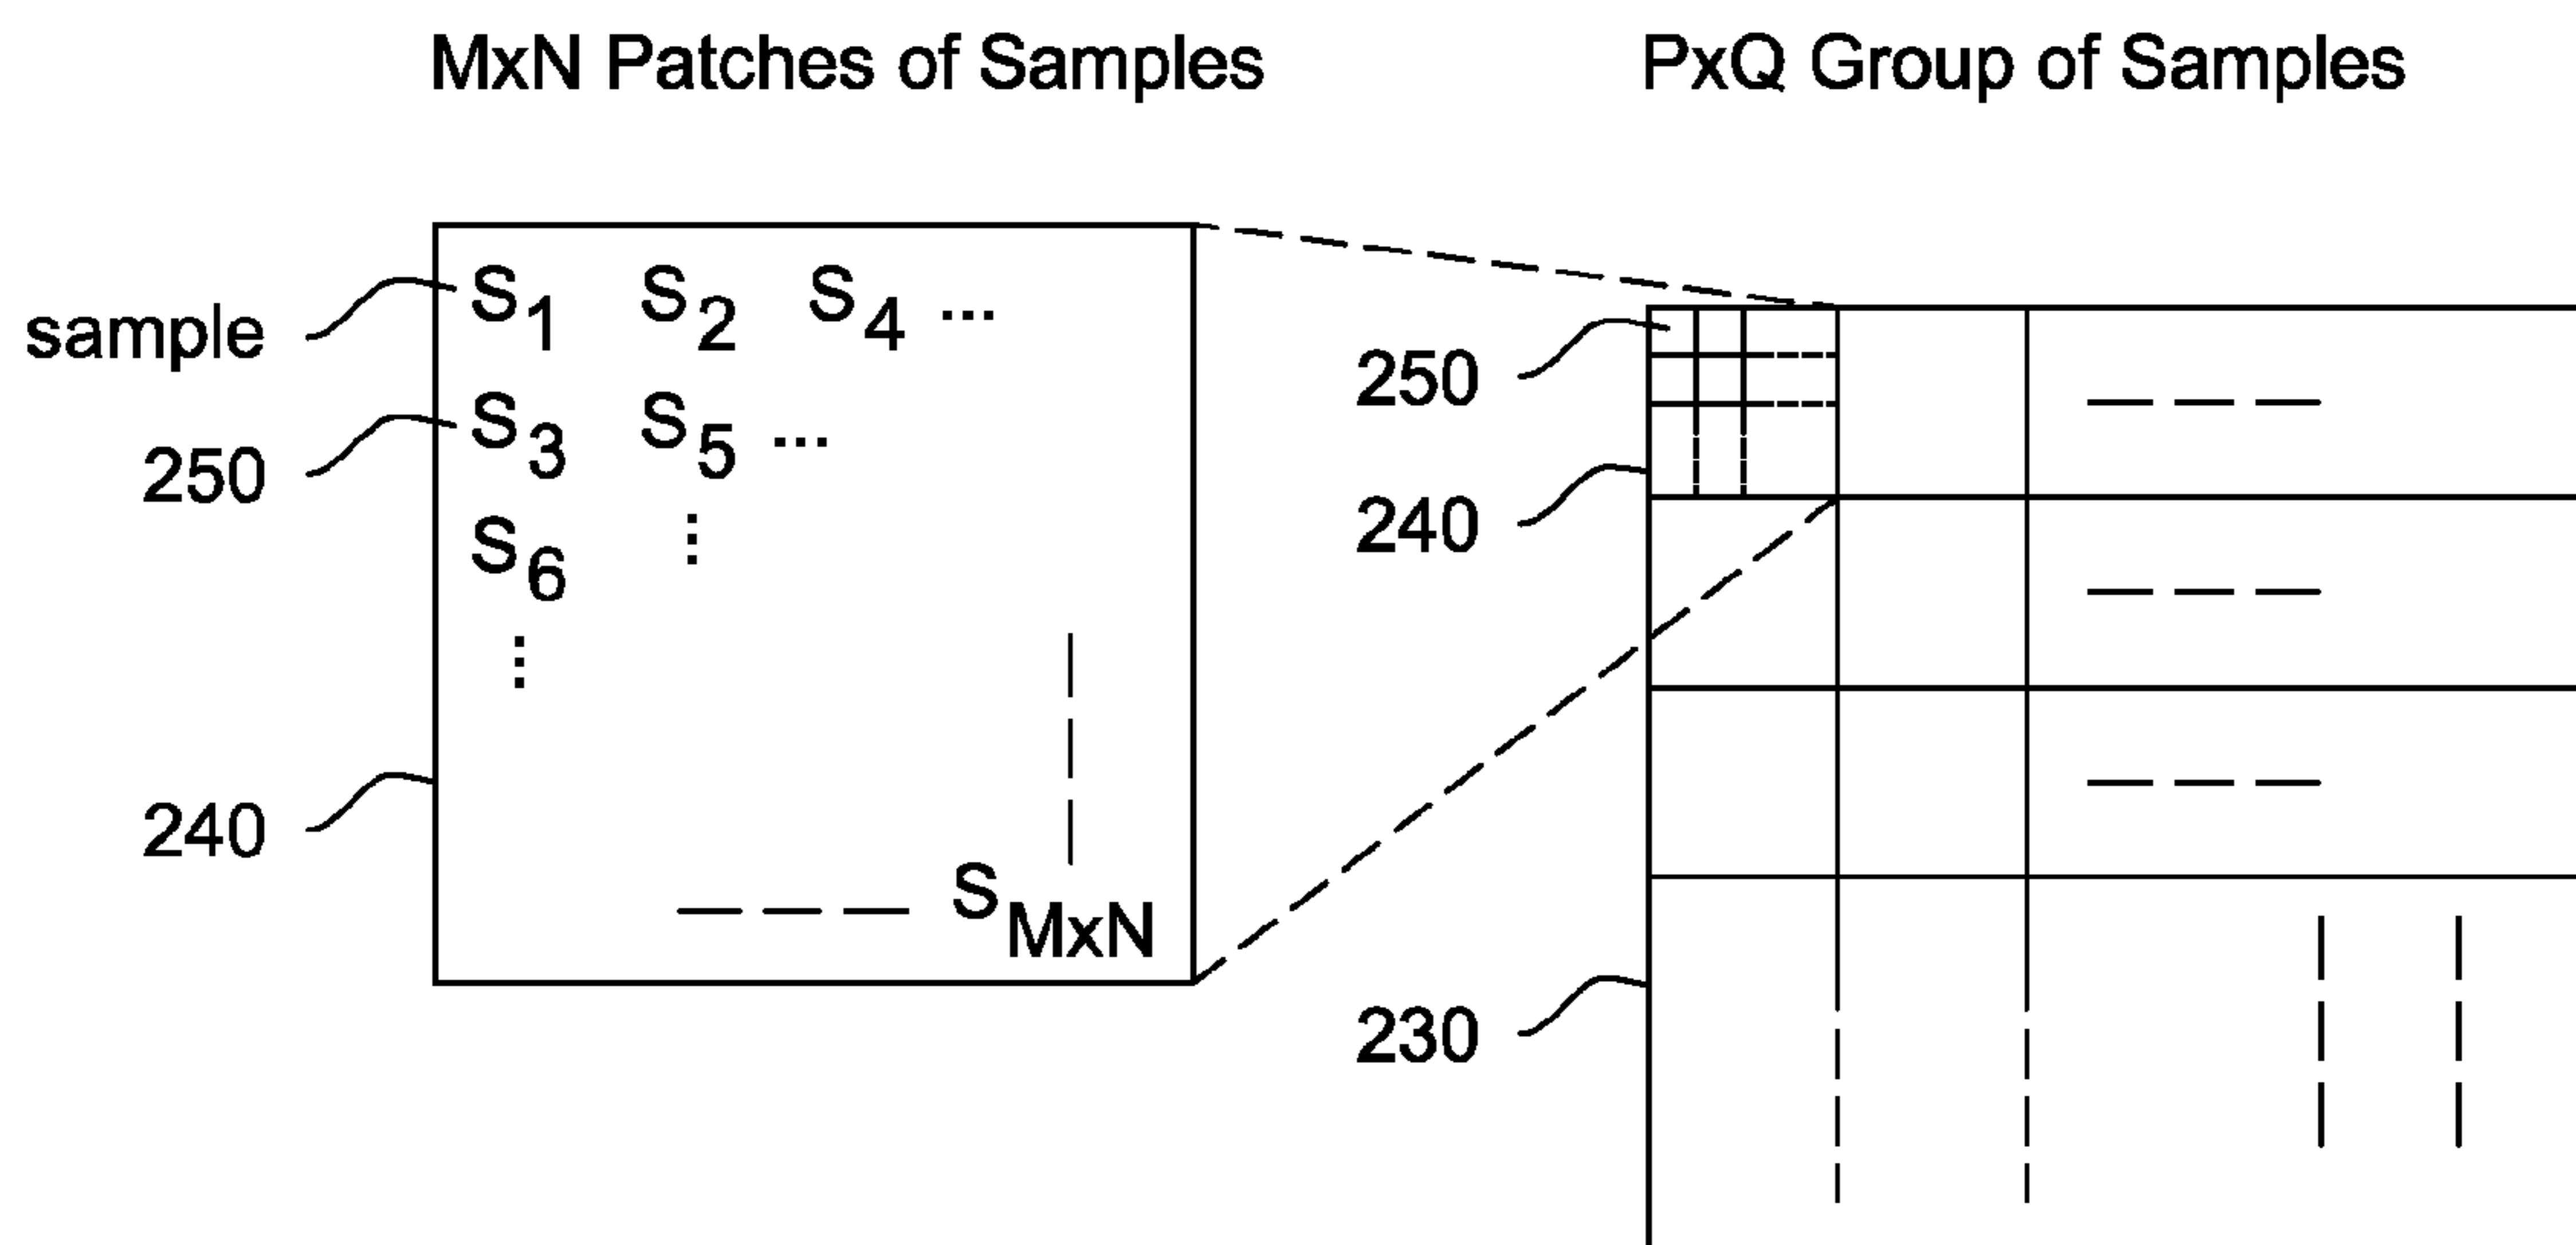 MxN Patches of Samples
PxQ Group of Samples
sample
S1 S2 S4 ...
250
S3 S5 ...
S6
240
SMxN
250
240
230